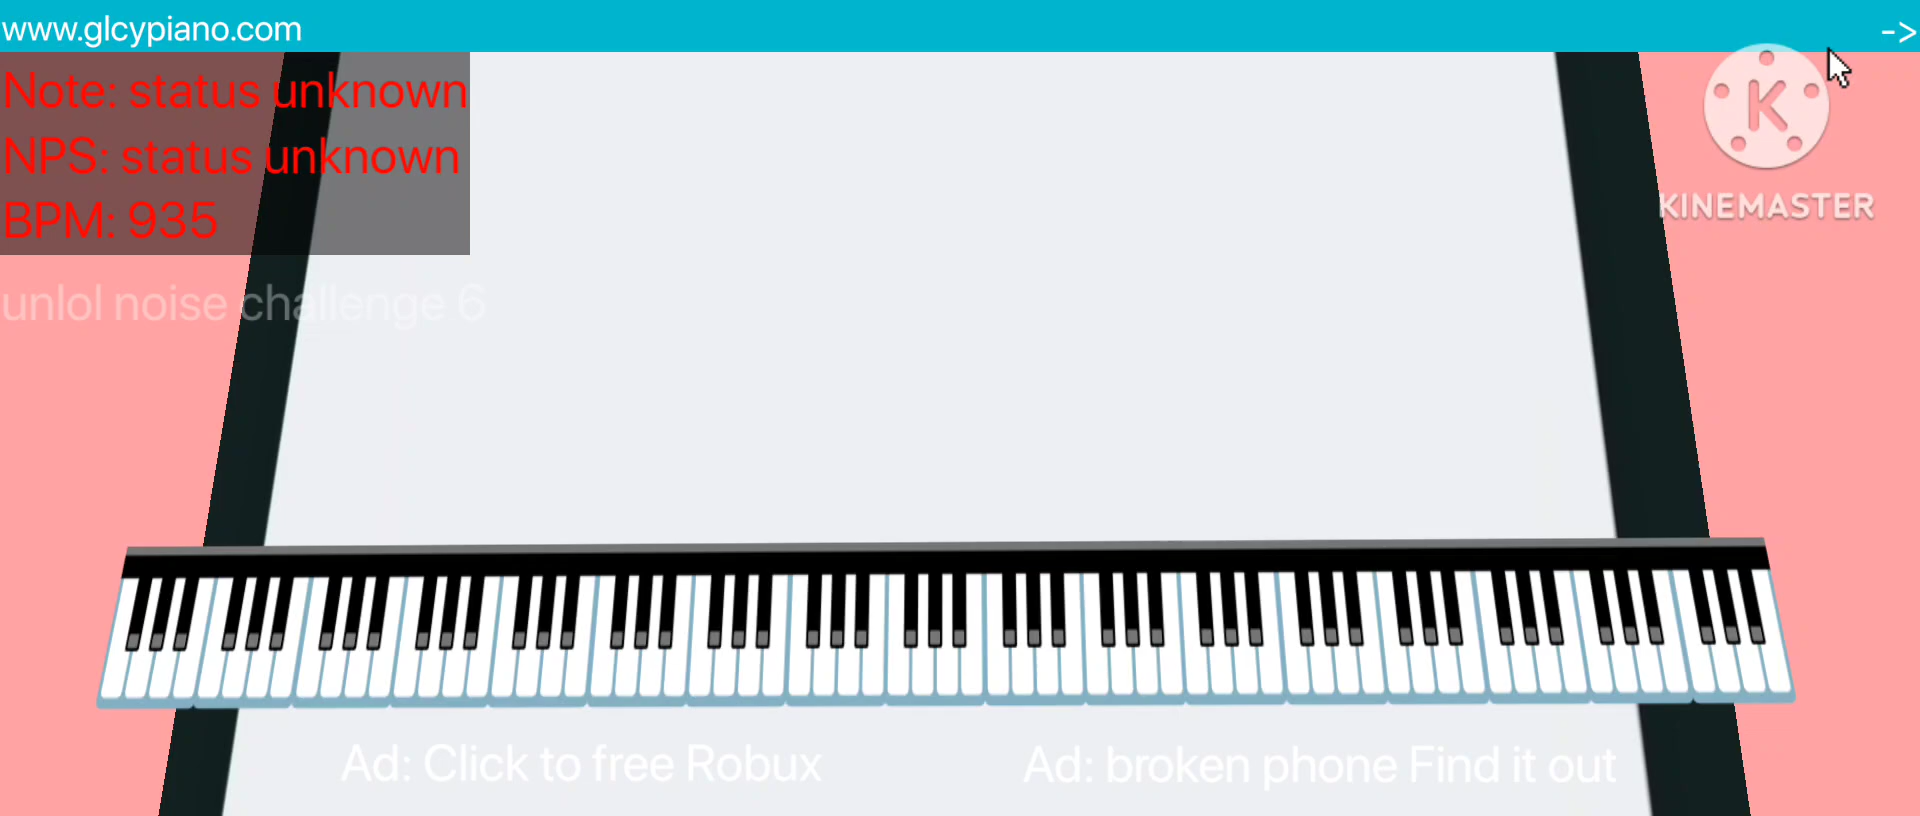 www.glcypiano.com
->
Note: status unknown
NPS: status unknown
BPM: 935
K
KINEMASTER
unlol noise challenge 6
Ad: Click to free Robux
Ad: broken phone Find it out